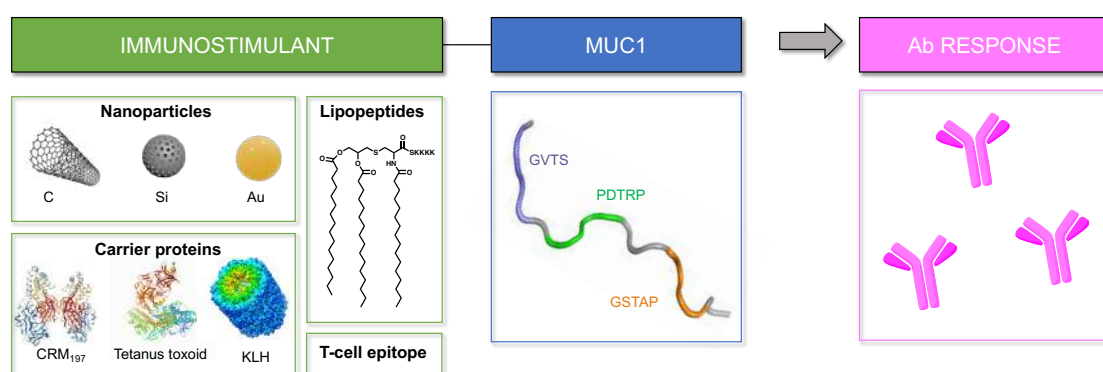 IMMUNOSTIMULANT
MUC1
Ab RESPONSE
Nanoparticles
C
Si
Au
Lipopeptides
O
SKKKK
O
S
O
O
HN
O
O
Carrier proteins
CRM197
Tetanus toxoid
KLH
T-cell epitope
GVTS
PDTRP
GSTAP